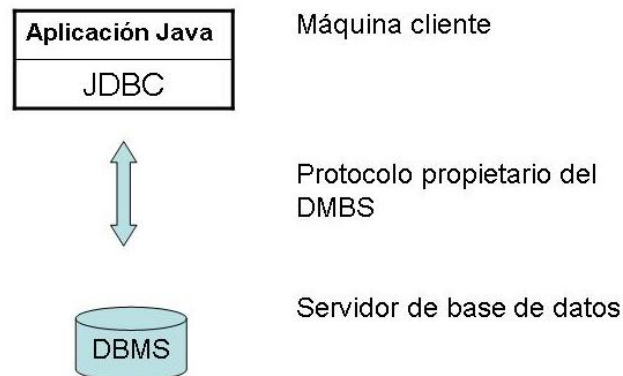 Aplicación Java
JDBC
Máquina cliente
Protocolo propietario del
DMBS
Servidor de base de datos
DBMS